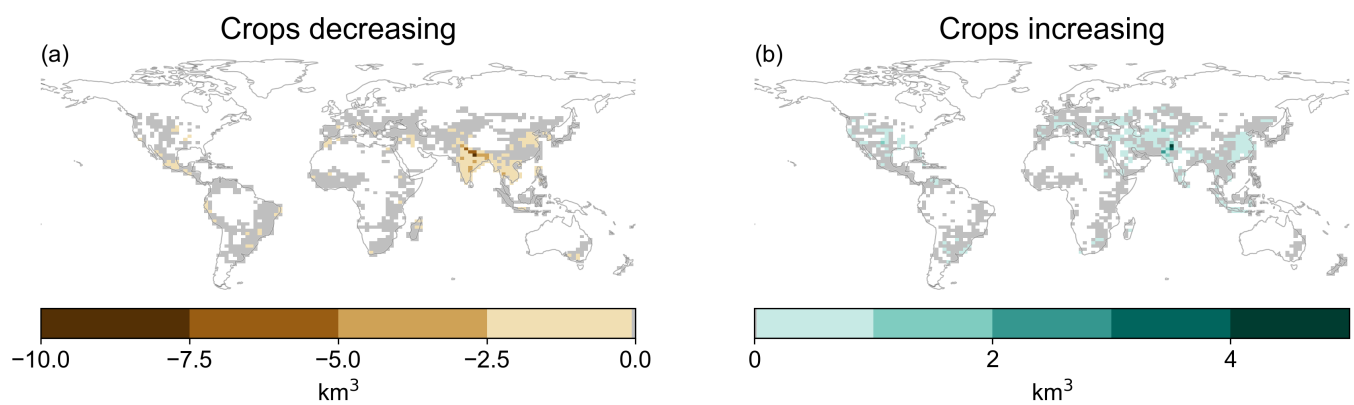 Crops decreasing
Crops increasing
(a)
(b)
−10.0 −7.5 −5.0 −2.5 0.0
0 2 4
km³
km³